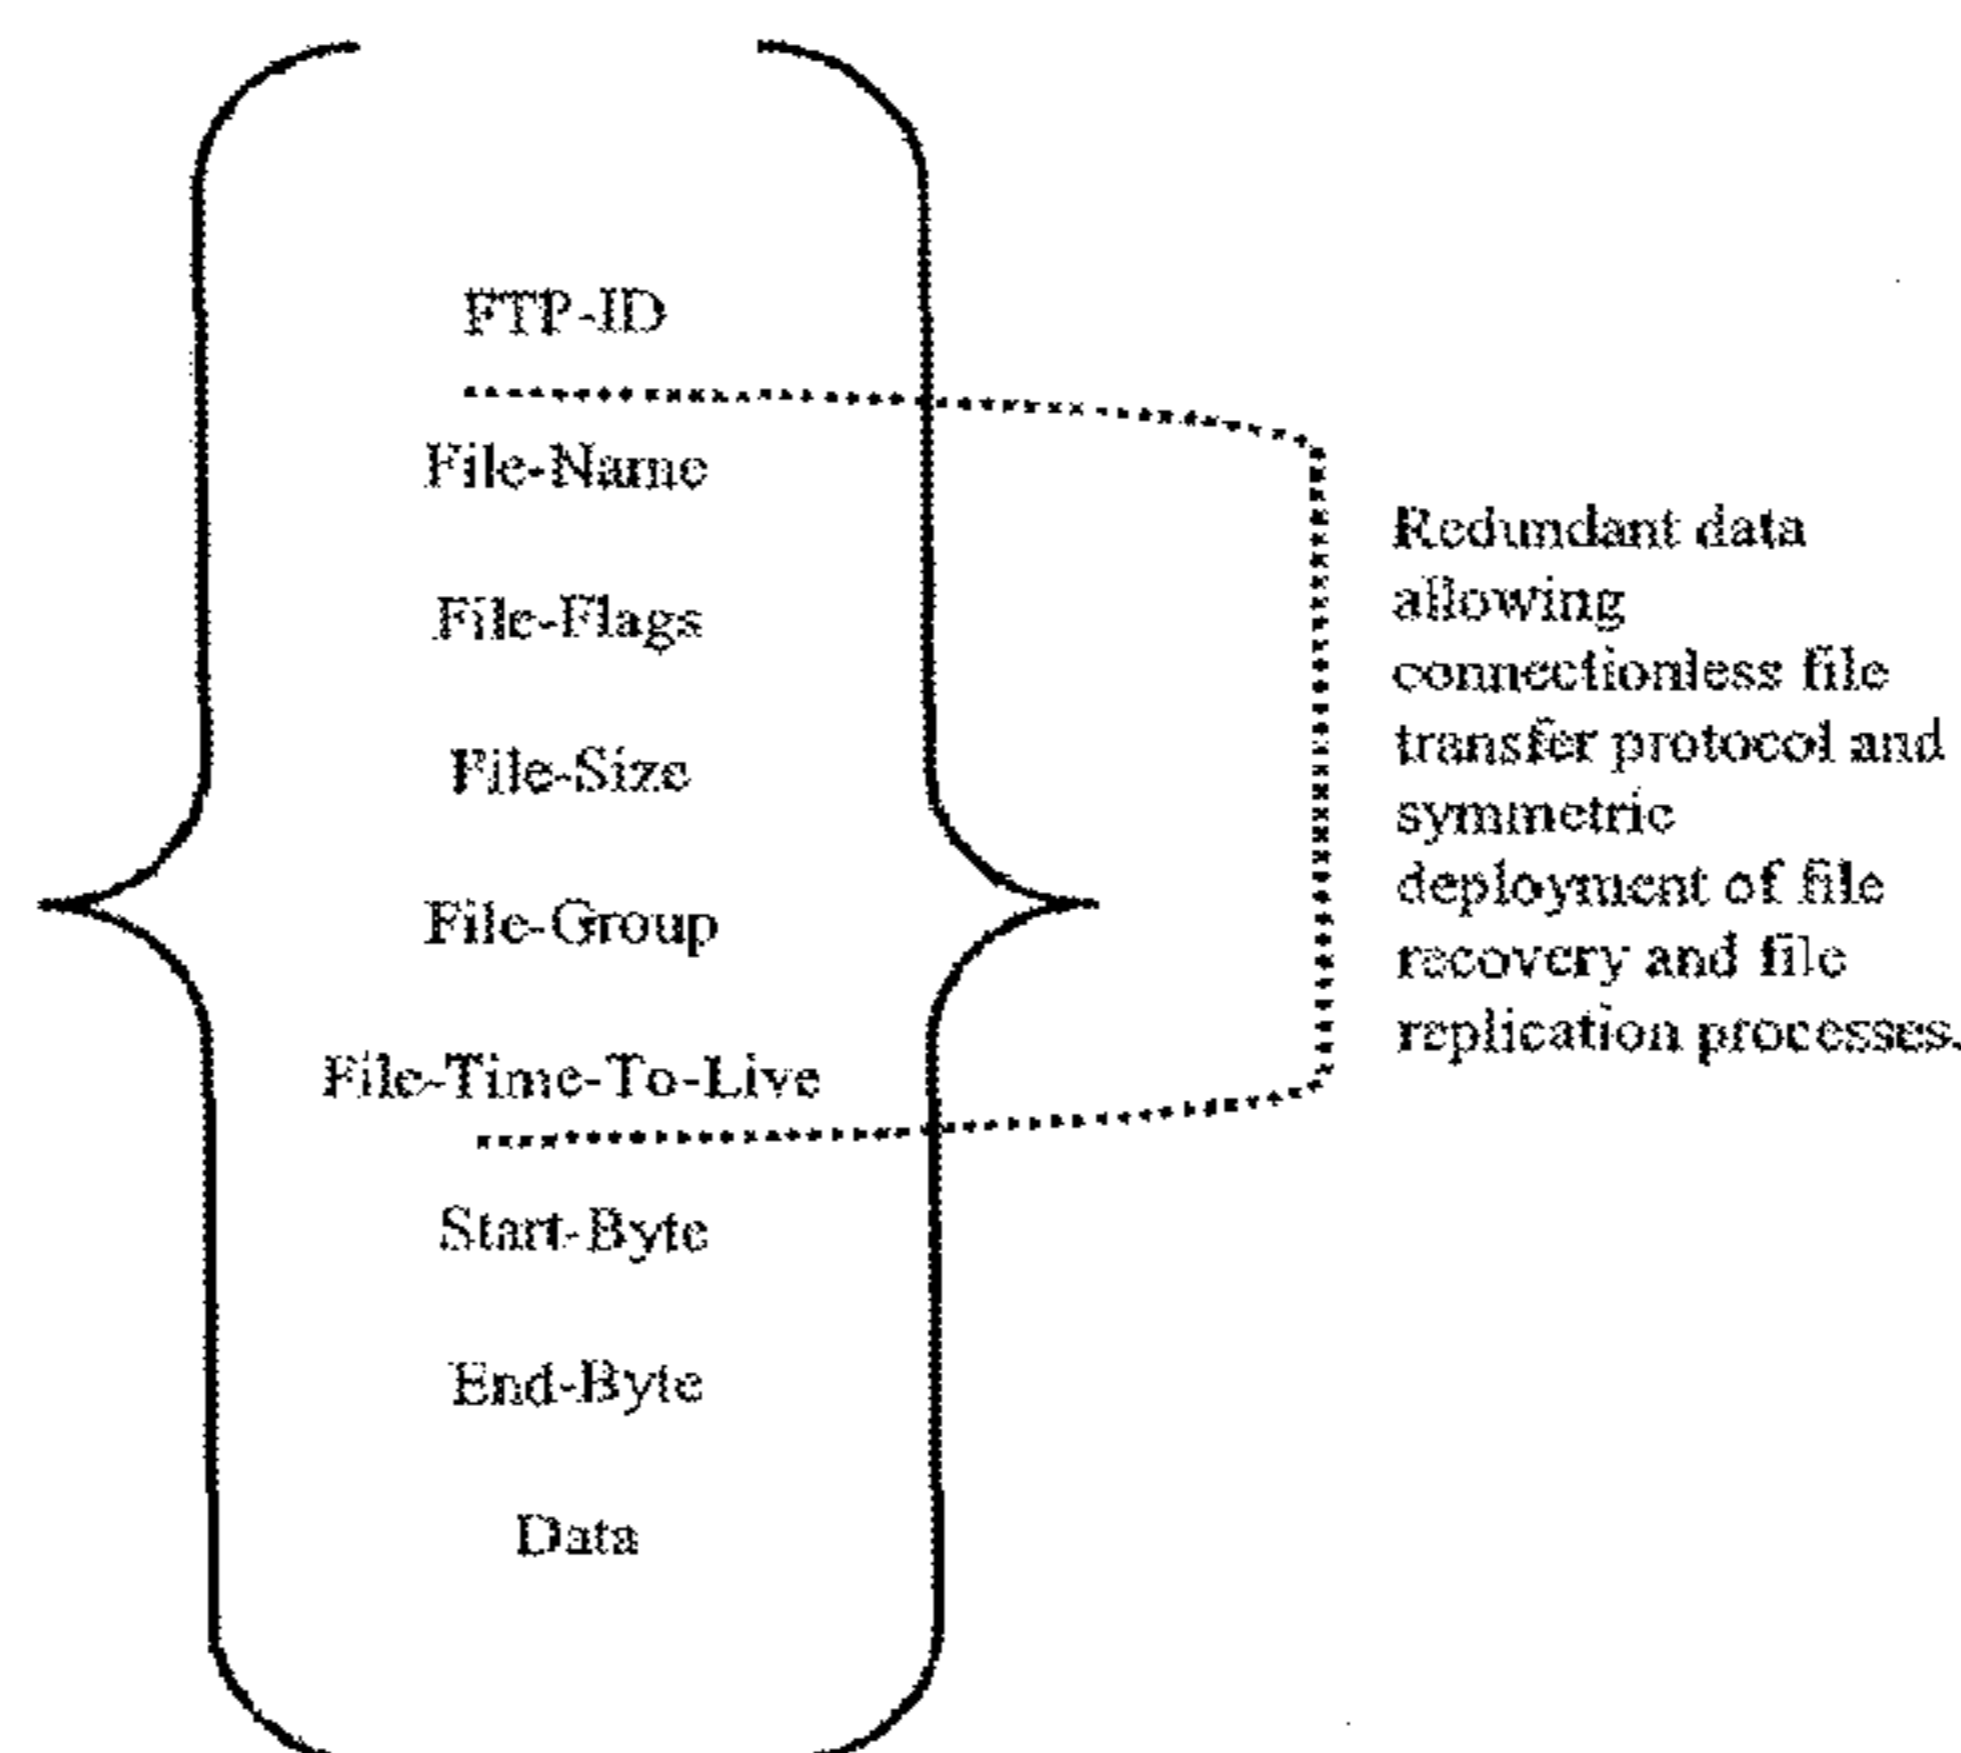 FTP-ID
File-Name
File-Flags
File-Size
File-Group
File-Time-To-Live
Start-Byte
End-Byte
Data
Redundant data
allowing
connectionless file
transfer protocol and
symmetric
deployment of file
recovery and file
replication processes.